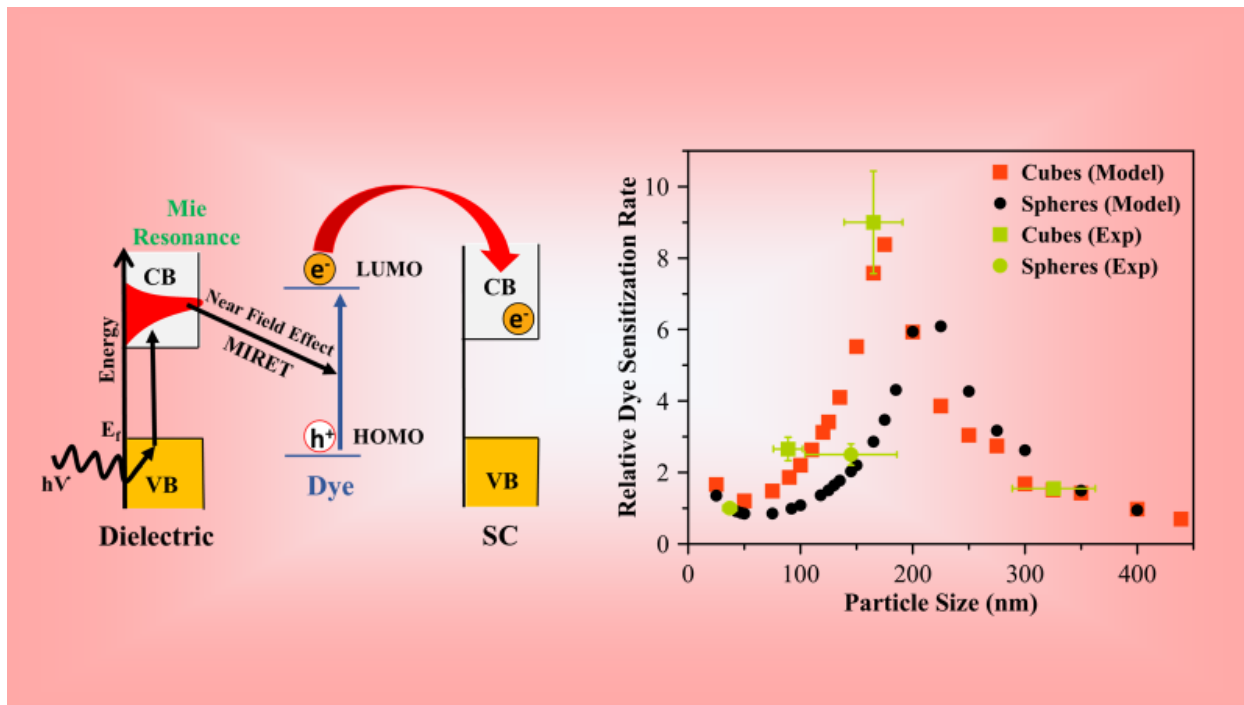 Mie
Resonance
CB
Energy
Near Field Effect
MIRET
E_f
hν
VB
Dielectric
e-
LUMO
h+
HOMO
Dye
CB
e-
VB
SC
Relative Dye Sensitization Rate
10
8
6
4
2
0
Cubes (Model)
Spheres (Model)
Cubes (Exp)
Spheres (Exp)
0 100 200 300 400
Particle Size (nm)